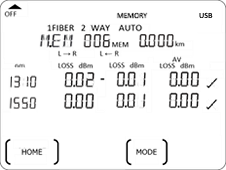 OFF MEMORY USB
1FIBER 2 WAY AUTO
006 MEM 0.000 km
L→R L←R AV
nm LOSS dBm LOSS dBm LOSS dBm
1310 0.02 - 0.01 0.00 ✓
1550 0.00 0.01 0.00 ✓
HOME MODE